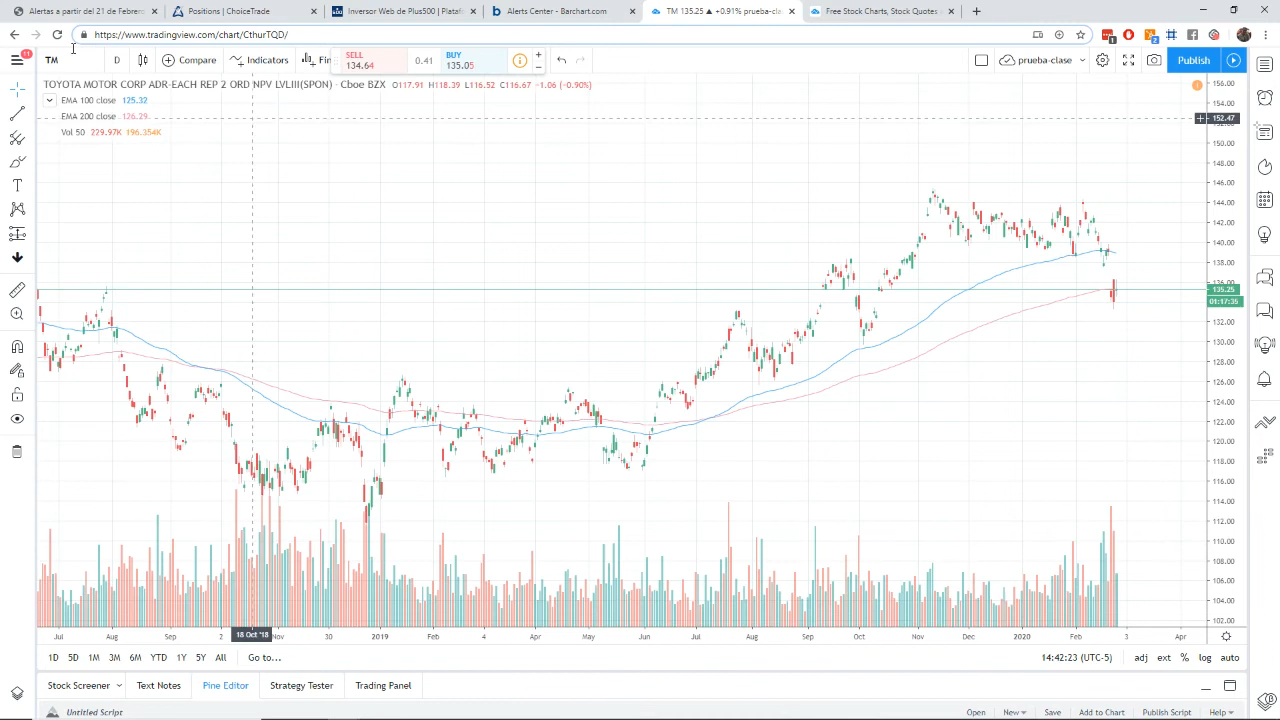 Alertas a partir del 21 de Febrer
Positions | ChoiceTrade
Inversor Web de Plus500 | Plataf
Alerts Center - Barchart.com
TM 135.25 ▲ +0.91% prueba-cla
Free Stock Charts, Stock Quotes
https://www.tradingview.com/chart/CthurTQD/
11
TM
D
Compare
Indicators
Fin
SELL
134.64
0.41
BUY
135.05
prueba-clase
Publish
TOYOTA MOTOR CORP ADR-EACH REP 2 ORD NPV LVLIII(SPON) · Cboe BZX O117.91 H118.39 L116.52 C116.67 -1.06 (-0.90%)
EMA 100 close 125.32
EMA 200 close 126.29
Vol 50 229.97K 196.354K
156.00
154.00
152.47
150.00
148.00
146.00
144.00
142.00
140.00
138.00
136.00
135.25
01:17:35
132.00
130.00
128.00
126.00
124.00
122.00
120.00
118.00
116.00
114.00
112.00
110.00
108.00
106.00
104.00
102.00
Jul Aug Sep 2 18 Oct '18 Nov 30 2019 Feb 4 Apr May Jun Jul Aug Sep Oct Nov Dec 2020 Feb 3 Apr
1D 5D 1M 3M 6M YTD 1Y 5Y All Go to...
14:42:23 (UTC-5) adj ext % log auto
Stock Screener Text Notes Pine Editor Strategy Tester Trading Panel
Untitled Script
Open New Save Add to Chart Publish Script Help